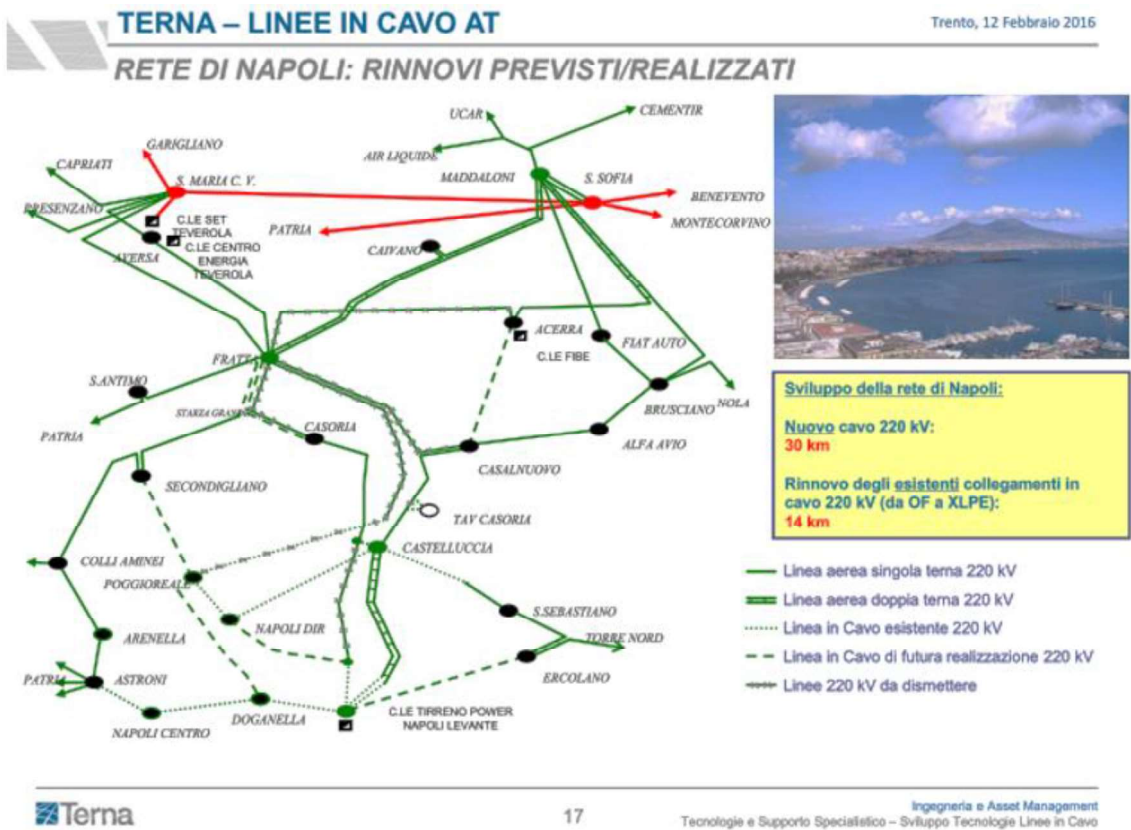 TERNA – LINEE IN CAVO AT
Trento, 12 Febbraio 2016
RETE DI NAPOLI: RINNOVI PREVISTI/REALIZZATI
UCAR
CEMENTIR
GARIGLIANO
AIR LIQUIDE
CAPRIATI
S. MARIA C. V.
MADDALONI
S. SOFIA
BENEVENTO
PRESENZANO
C.LE SET
TEVEROLA
PATRIA
MONTECORVINO
AVERSA
C.LE CENTRO
ENERGIA
TEVEROLA
CAIVANO
ACERRA
FRATTA
C.LE FIBE
FIAT AUTO
S.ANTIMO
BRUSCIANO
NOLA
STANZA GRAN
CASORIA
PATRIA
ALFA AVIO
CASALNUOVO
SECONDIGLIANO
TAV CASORIA
CASTELLUCCIA
COLLI AMINEI
POGGIOREALE
S.SEBASTIANO
NAPOLI DIR
TORRE NORD
ARENELLA
ERCOLANO
PATRIA
ASTRONI
DOGANELLA
C.LE TIRRENO POWER
NAPOLI LEVANTE
NAPOLI CENTRO
Sviluppo della rete di Napoli:
Nuovo cavo 220 kV:
30 km
Rinnovo degli esistenti collegamenti in
cavo 220 kV (da OF a XLPE):
14 km
Linea aerea singola terna 220 kV
Linea aerea doppia terna 220 kV
Linea in Cavo esistente 220 kV
Linea in Cavo di futura realizzazione 220 kV
Linee 220 kV da dismettere
Terna
17
Ingegneria e Asset Management
Tecnologie e Supporto Specialistico – Sviluppo Tecnologie Linee in Cavo